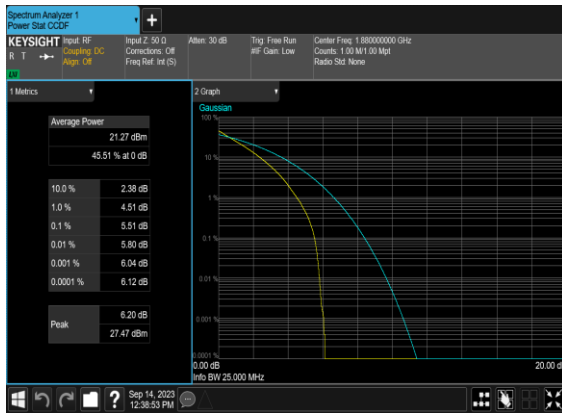 Spectrum Analyzer 1
Power Stat CCDF
KEYSIGHT
R T
LXI
Input: RF
Coupling: DC
Align: Off
Input Z: 50 Ω
Corrections: Off
Freq Ref: Int (S)
Atten: 30 dB
Trig: Free Run
#IF Gain: Low
Center Freq: 1.880000000 GHz
Counts: 1.00 M/1.00 Mpt
Radio Std: None
1 Metrics
Average Power
21.27 dBm
45.51 % at 0 dB
10.0 % 2.38 dB
1.0 % 4.51 dB
0.1 % 5.51 dB
0.01 % 5.80 dB
0.001 % 6.04 dB
0.0001 % 6.12 dB
Peak
6.20 dB
27.47 dBm
2 Graph
Gaussian
100 %
10 %
1 %
0.1 %
0.01 %
0.001 %
0.0001 %
0.00 dB 20.00 d
Info BW 25.000 MHz
?
Sep 14, 2023
12:38:53 PM